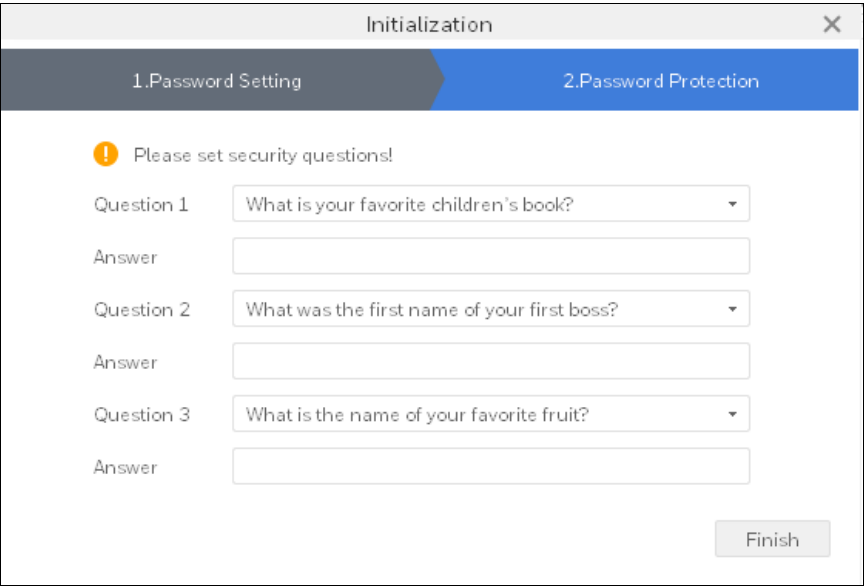 Initialization
1.Password Setting
2.Password Protection
Please set security questions!
Question 1 What is your favorite children's book?
Answer
Question 2 What was the first name of your first boss?
Answer
Question 3 What is the name of your favorite fruit?
Answer
Finish